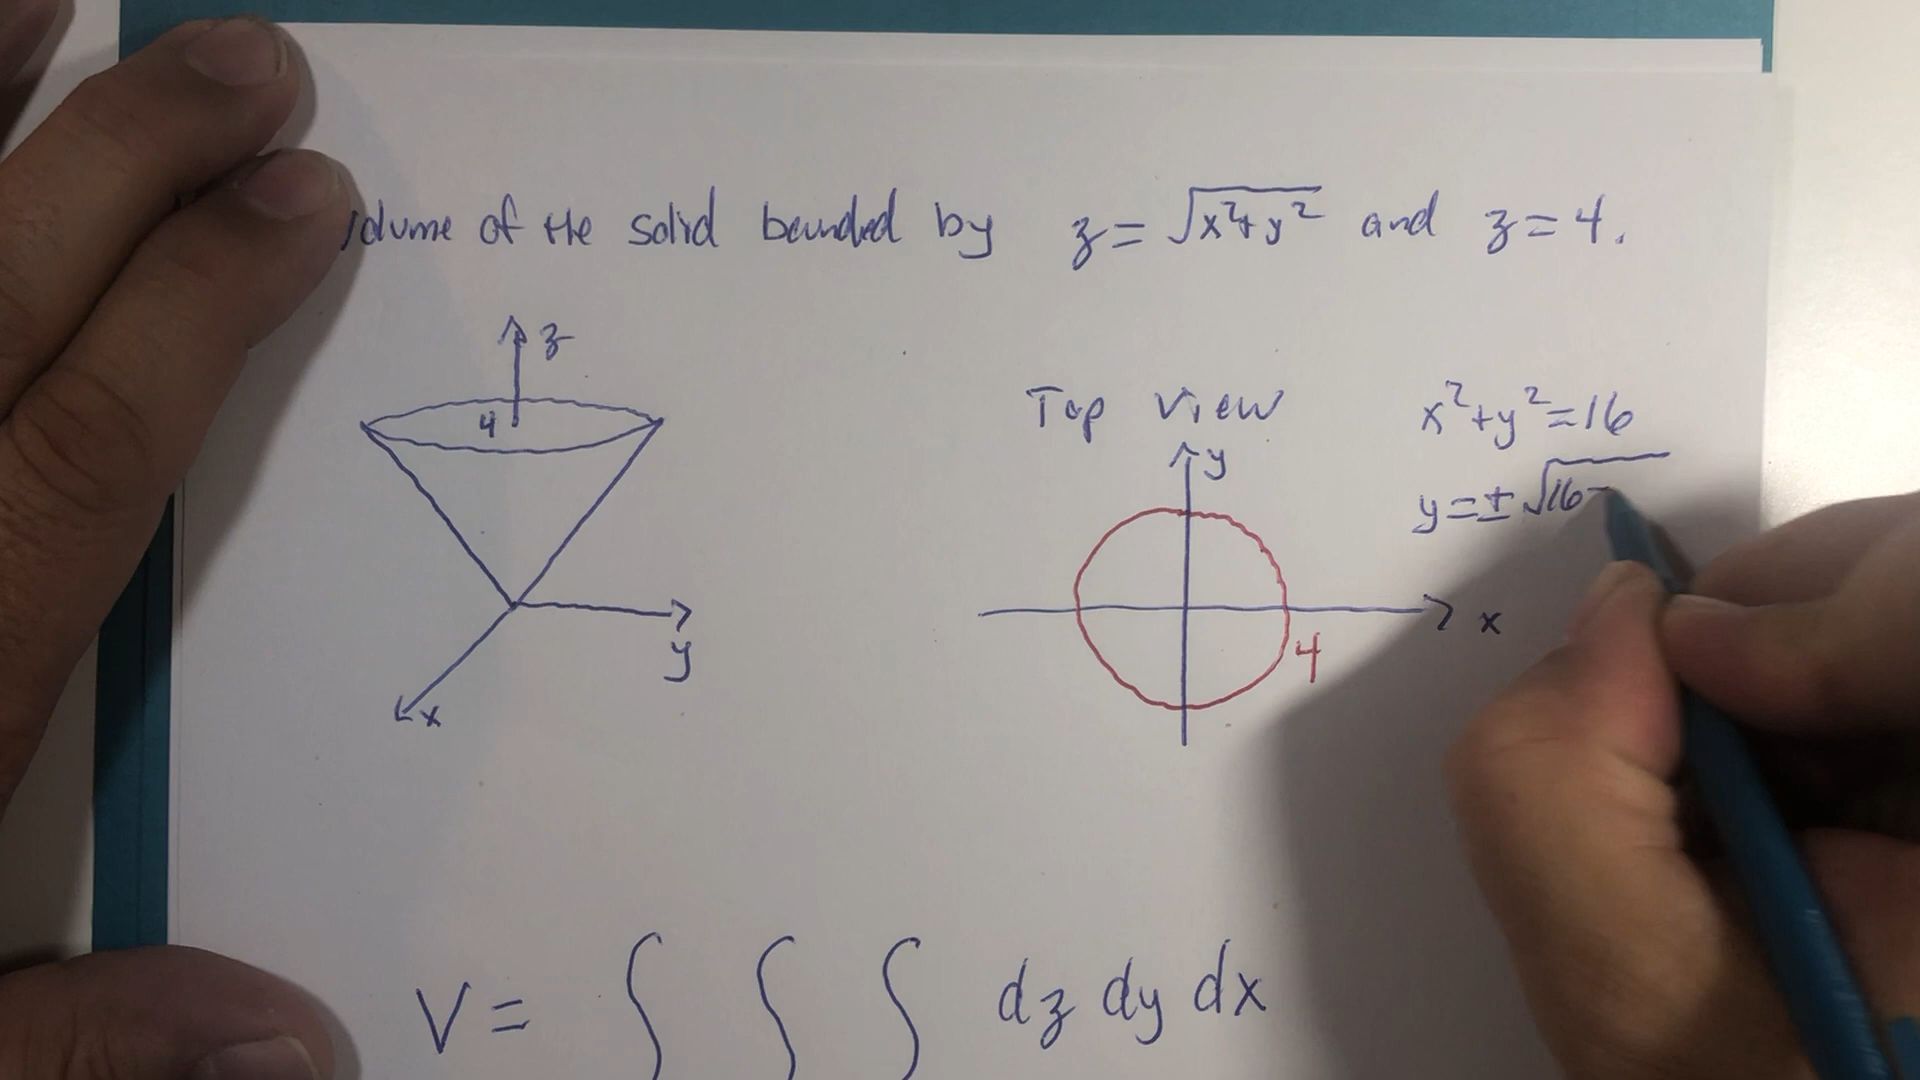 of the solid bounded by z = √(x²+y²) and z = 4.
z
4
y
x
Top View
y
x
4
x²+y²=16
y=±√16-
V = ∫ ∫ ∫ dz dy dx